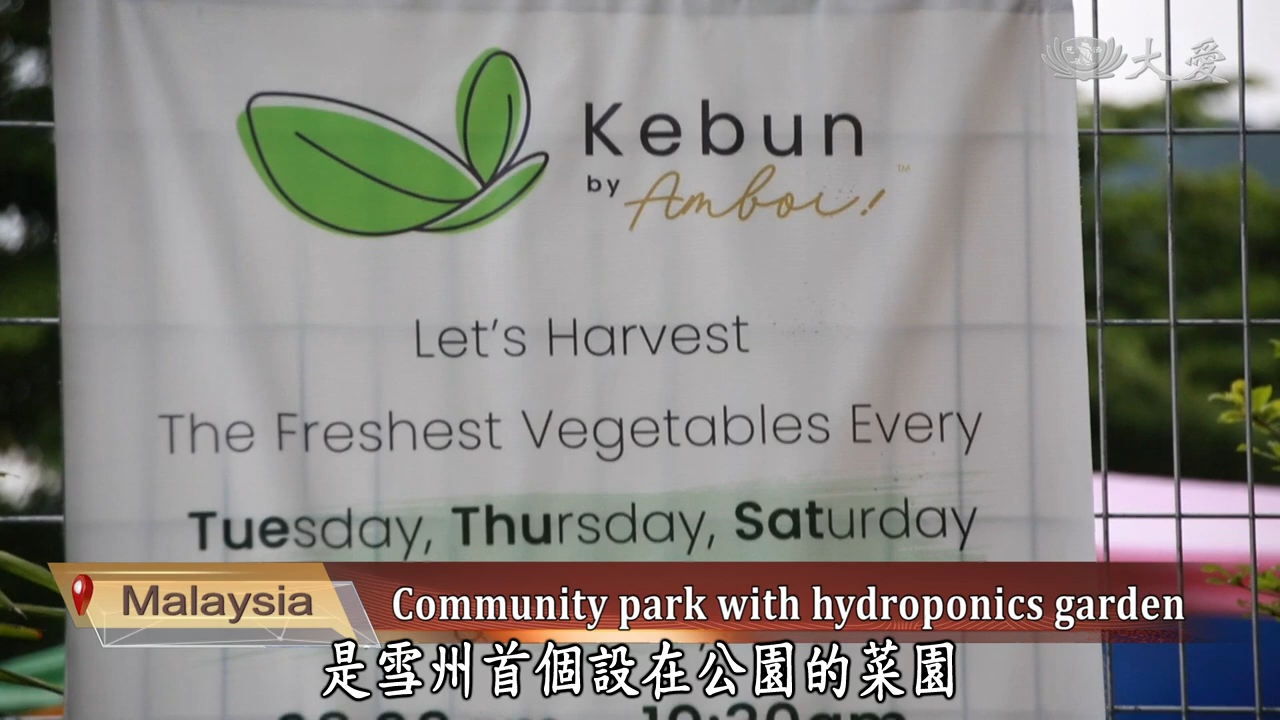 大愛
Kebun
by Amboi!™
Let's Harvest
The Freshest Vegetables Every
Tuesday, Thursday, Saturday
Malaysia
Community park with hydroponics garden
是雪州首個設在公園的菜園